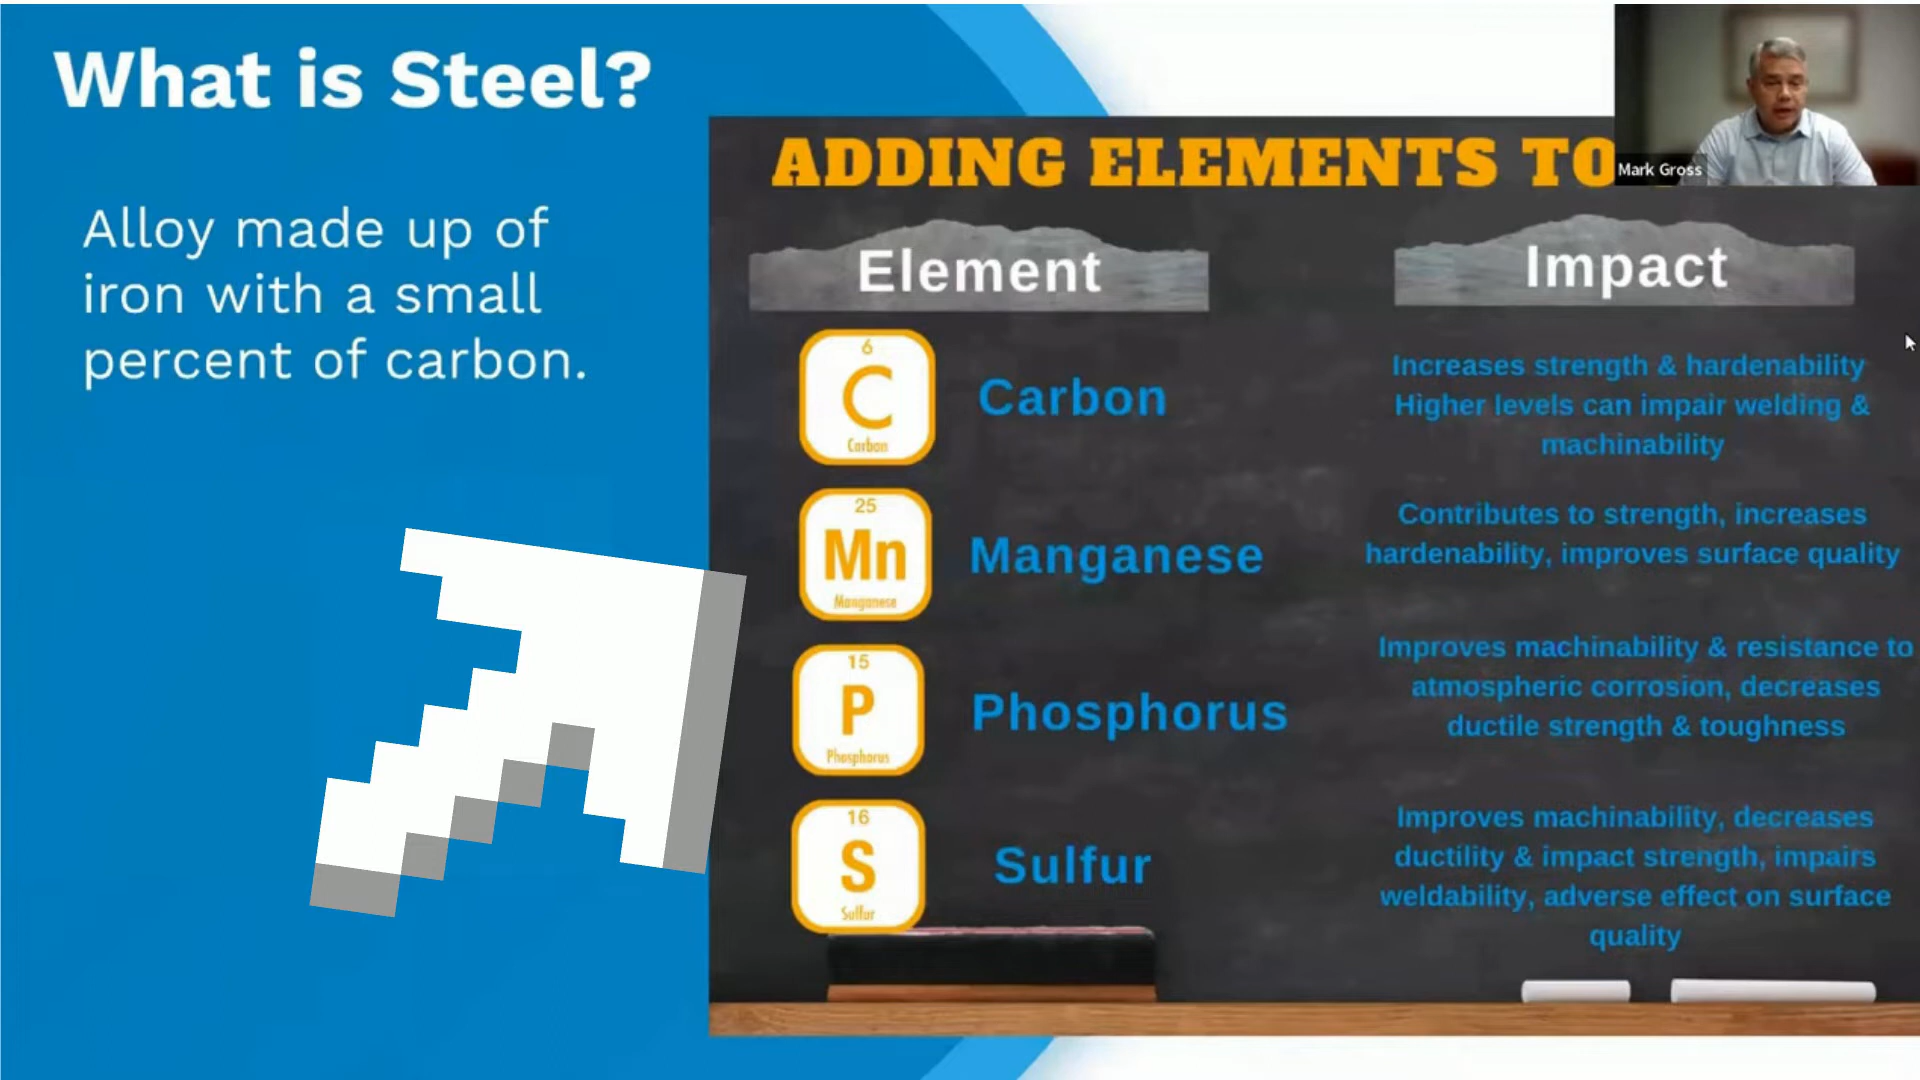 What is Steel?
Alloy made up of
iron with a small
percent of carbon.
ADDING ELEMENTS TO
Mark Gross
Element
Impact
6
C
Carbon
Carbon
Increases strength & hardenability
Higher levels can impair welding &
machinability
25
Mn
Manganese
Manganese
Contributes to strength, increases
hardenability, improves surface quality
15
P
Phosphorus
Phosphorus
Improves machinability & resistance to
atmospheric corrosion, decreases
ductile strength & toughness
16
S
Sulfur
Sulfur
Improves machinability, decreases
ductility & impact strength, impairs
weldability, adverse effect on surface
quality